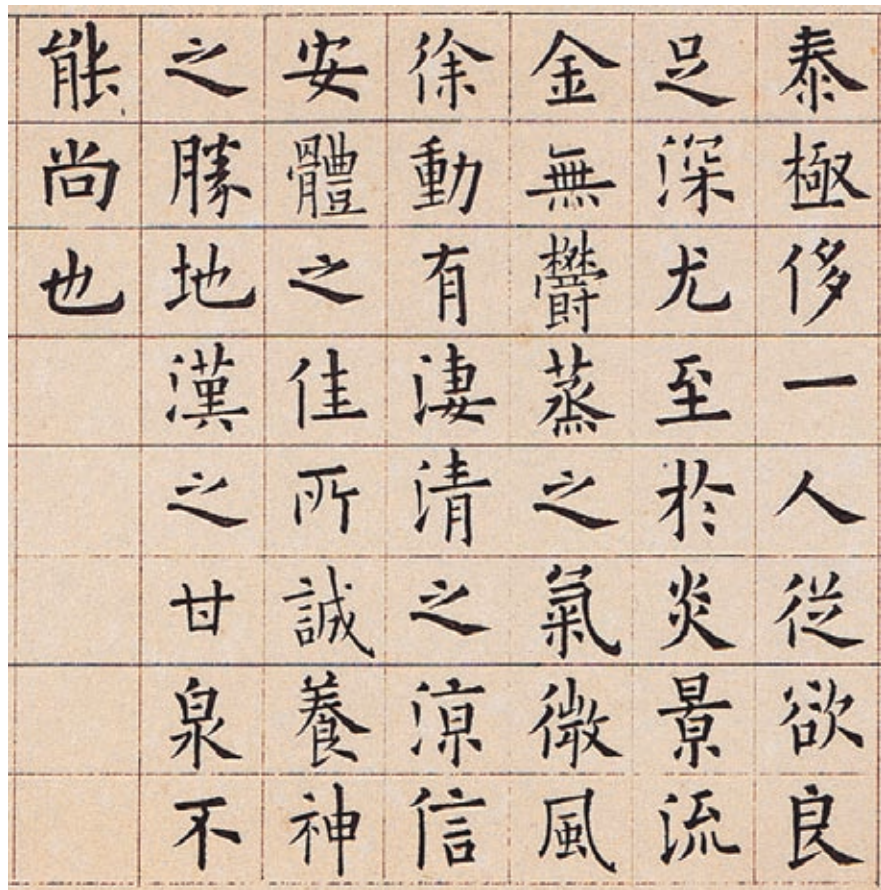 泰極侈一人從欲良
足深尤至於炎景流
金無鬱蒸之氣微風
徐動有淒清之涼信
安體之佳所誠養神
之勝地漢之甘泉不
能尚也